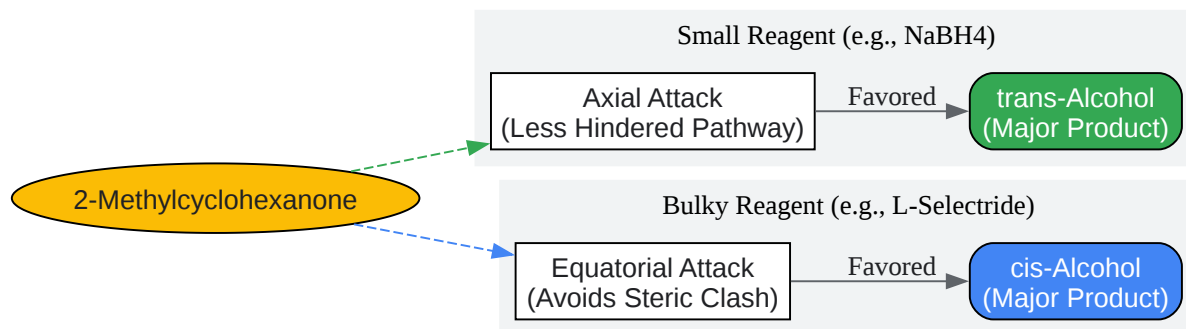 Small Reagent (e.g., NaBH4)
Axial Attack
(Less Hindered Pathway)
Favored
trans-Alcohol
(Major Product)
2-Methylcyclohexanone
Bulky Reagent (e.g., L-Selectride)
Equatorial Attack
(Avoids Steric Clash)
Favored
cis-Alcohol
(Major Product)